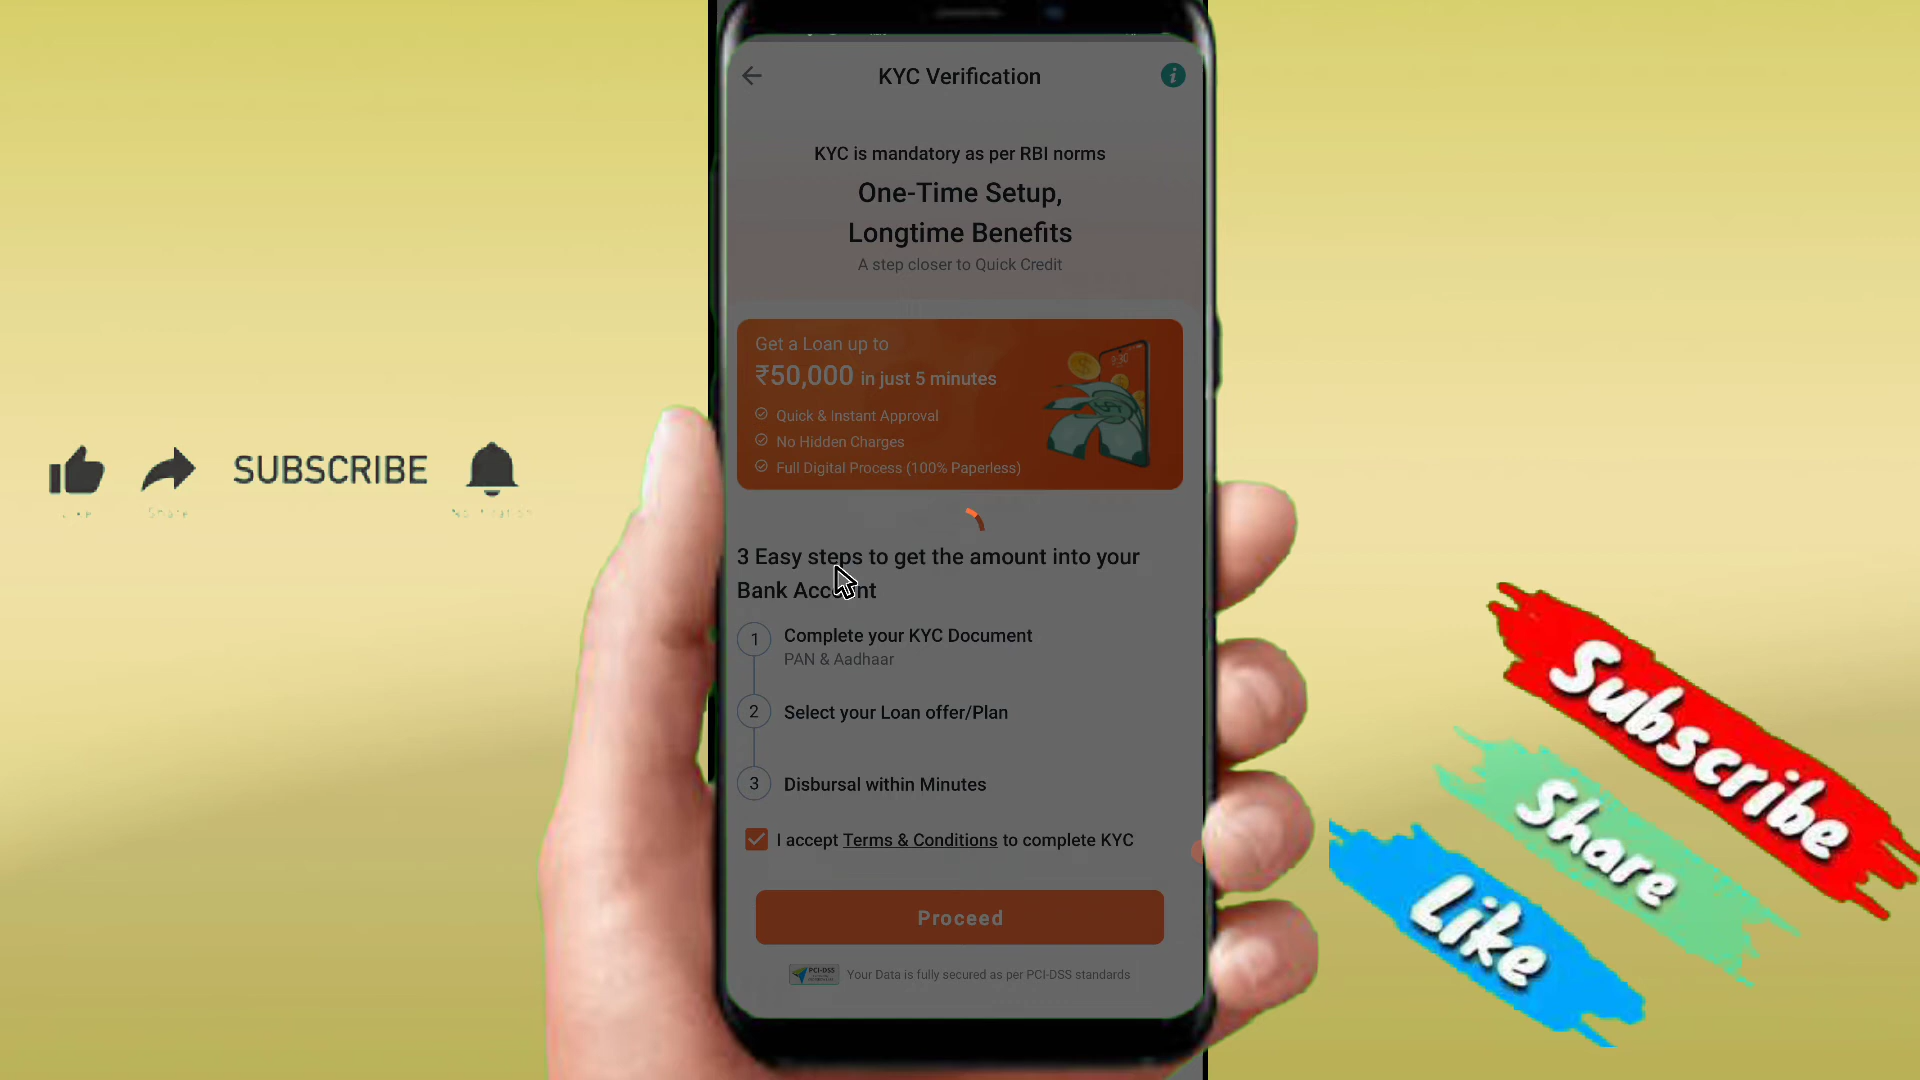 KYC Verification
KYC is mandatory as per RBI norms
One-Time Setup,
Longtime Benefits
A step closer to Quick Credit
Get a Loan up to
₹50,000 in just 5 minutes
Quick & Instant Approval
No Hidden Charges
Full Digital Process (100% Paperless)
3 Easy steps to get the amount into your
Bank Account
1
Complete your KYC Document
PAN & Aadhaar
2
Select your Loan offer/Plan
3
Disbursal within Minutes
I accept Terms & Conditions to complete KYC
Proceed
PCI-DSS
Your Data is fully secured as per PCI-DSS standards
SUBSCRIBE
Share
Subscribe
Share
Like